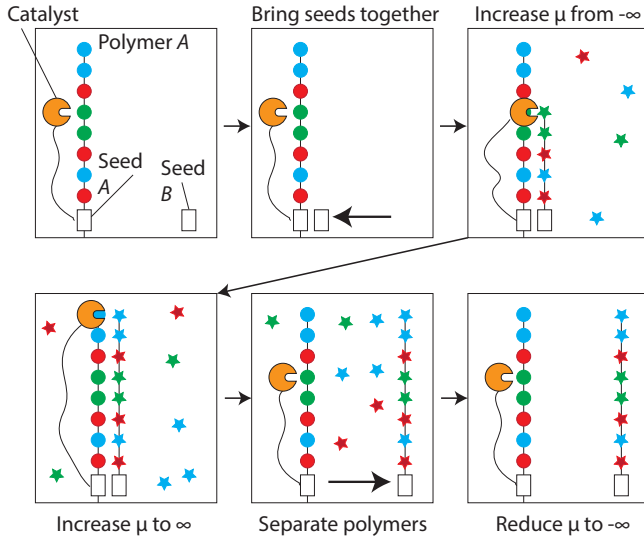 Catalyst
Bring seeds together
Increase μ from -∞
Polymer A
Seed
A
Seed
B
Increase μ to ∞
Separate polymers
Reduce μ to -∞